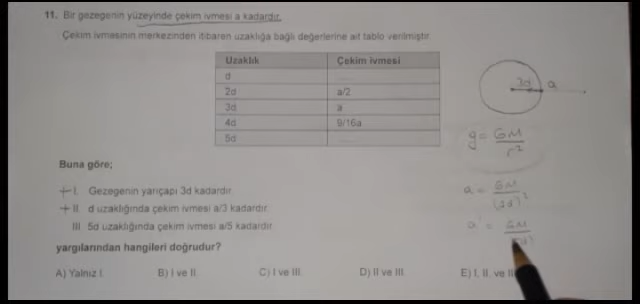 11. Bir gezegenin yüzeyinde çekim ivmesi a kadardır.
Çekim ivmesinin merkezinden itibaren uzaklığa bağlı değerlerine ait tablo verilmiştir.
Uzaklık Çekim ivmesi
d
2d a/2
3d a
4d 9/16a
5d
3d a
g = GM / r²
Buna göre;
I. Gezegenin yarıçapı 3d kadardır.
II. d uzaklığında çekim ivmesi a/3 kadardır.
III. 5d uzaklığında çekim ivmesi a/5 kadardır.
a = GM / (3d)²
a' = GM
yargılarından hangileri doğrudur?
A) Yalnız I. B) I ve II. C) I ve III. D) II ve III. E) I, II. ve